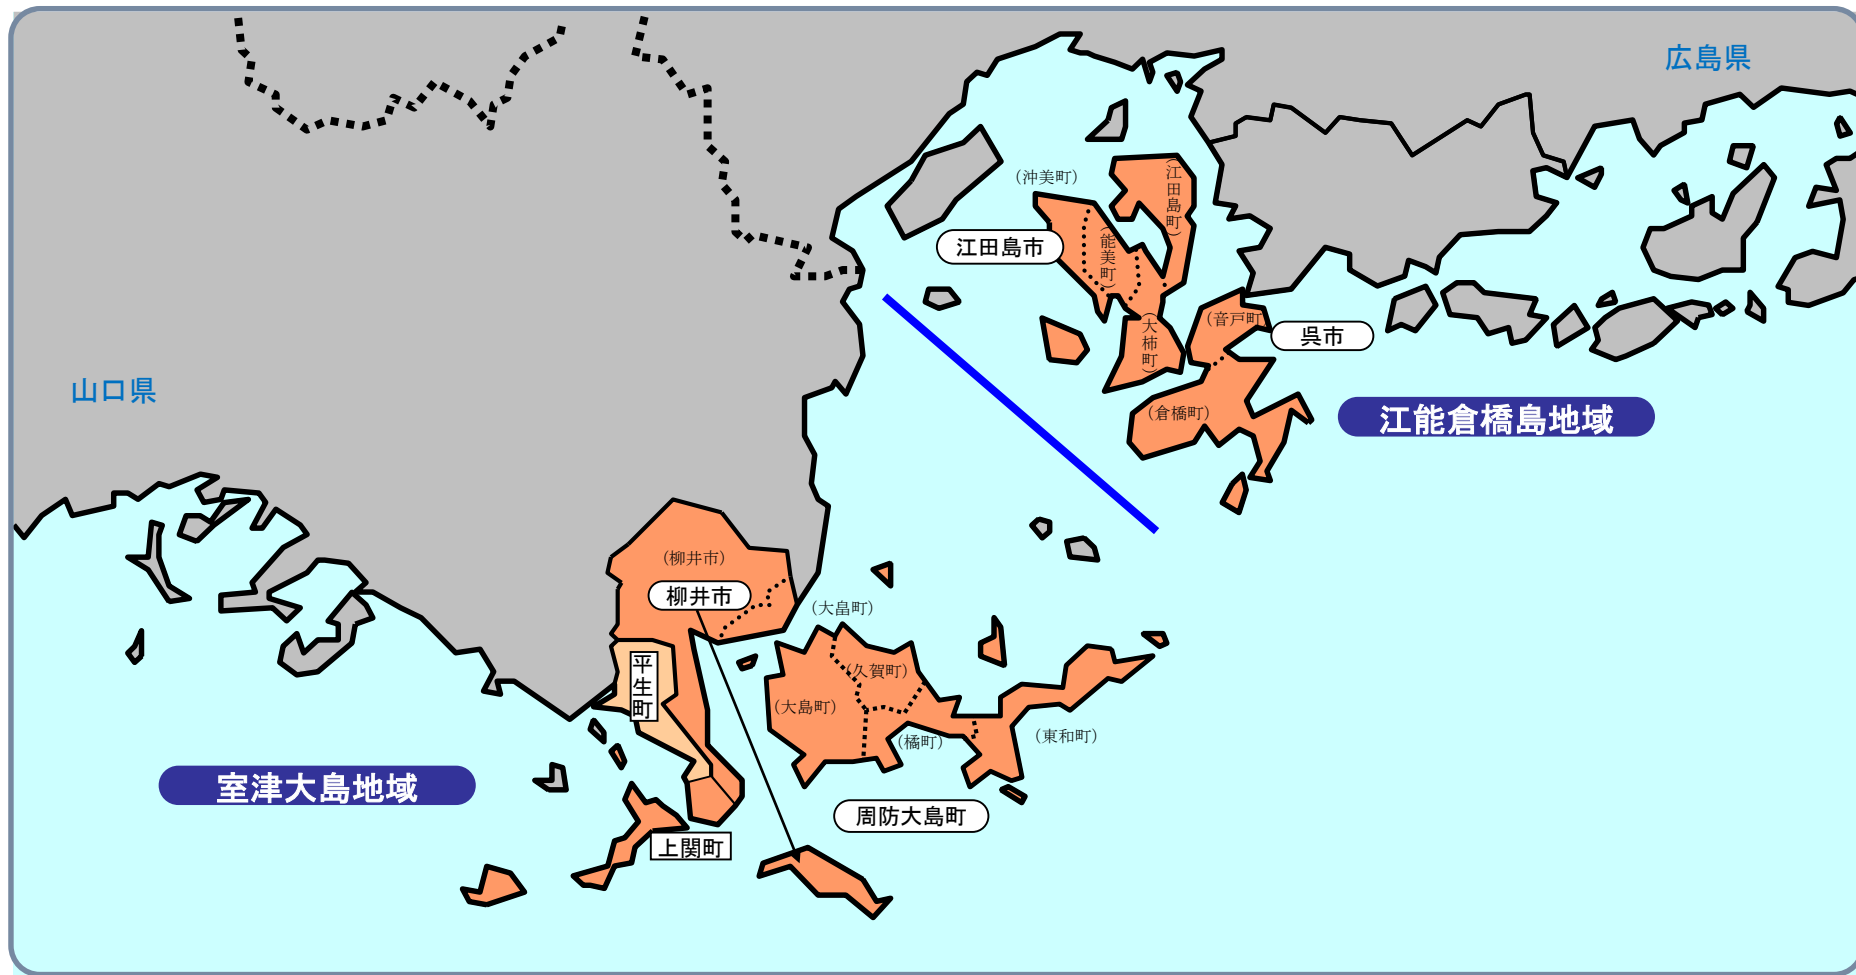 広島県
(沖美町)
(江田島町)
江田島市
(能美町)
(大柿町)
(音戸町
呉市
山口県
(倉橋町)
江能倉橋島地域
(柳井市)
柳井市
(大畠町)
平生町
(久賀町)
(大島町)
(橘町)
(東和町)
室津大島地域
周防大島町
上関町